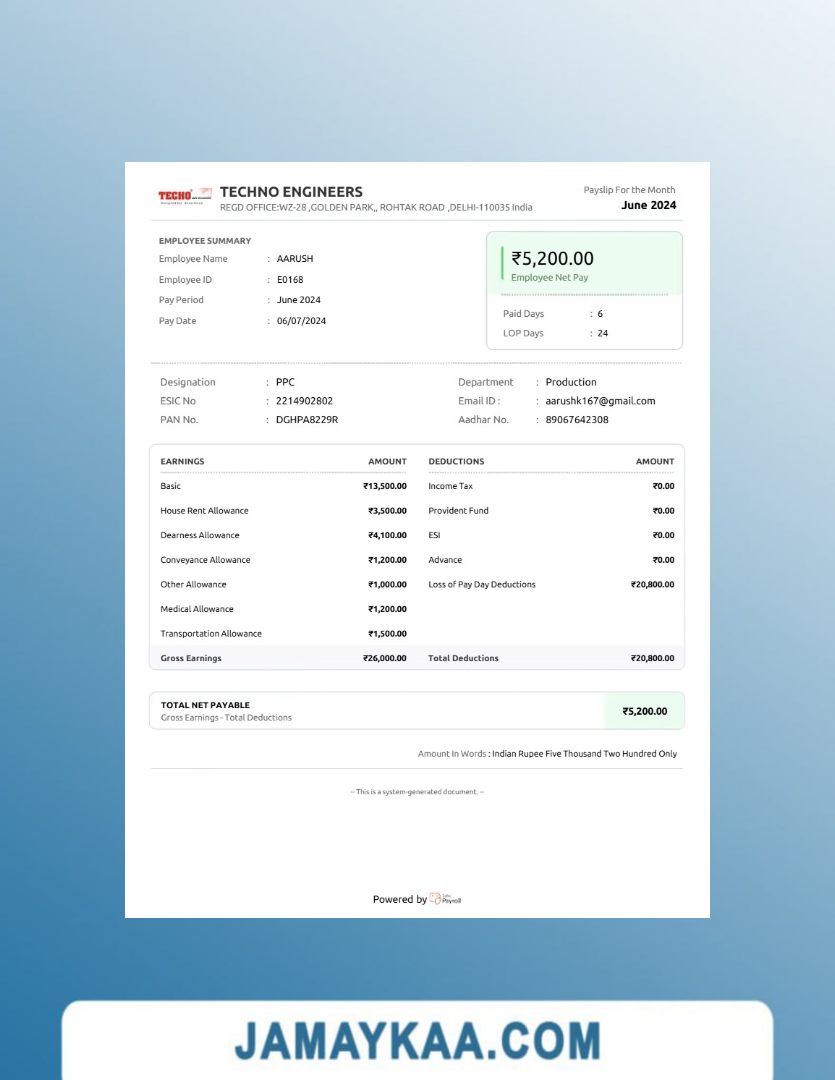 TECHO
TECHNO ENGINEERS
REGD OFFICE:WZ-28 ,GOLDEN PARK,, ROHTAK ROAD ,DELHI-110035 India
Payslip For the Month
June 2024
EMPLOYEE SUMMARY
Employee Name : AARUSH
Employee ID : E0168
Pay Period : June 2024
Pay Date : 06/07/2024
₹5,200.00
Employee Net Pay
Paid Days : 6
LOP Days : 24
Designation : PPC Department : Production
ESIC No : 2214902802 Email ID : : aarushk167@gmail.com
PAN No. : DGHPA8229R Aadhar No. : 89067642308
EARNINGS AMOUNT DEDUCTIONS AMOUNT
Basic ₹13,500.00 Income Tax ₹0.00
House Rent Allowance ₹3,500.00 Provident Fund ₹0.00
Dearness Allowance ₹4,100.00 ESI ₹0.00
Conveyance Allowance ₹1,200.00 Advance ₹0.00
Other Allowance ₹1,000.00 Loss of Pay Day Deductions ₹20,800.00
Medical Allowance ₹1,200.00
Transportation Allowance ₹1,500.00
Gross Earnings ₹26,000.00 Total Deductions ₹20,800.00
TOTAL NET PAYABLE
Gross Earnings - Total Deductions
₹5,200.00
Amount In Words : Indian Rupee Five Thousand Two Hundred Only
-- This is a system-generated document. --
Powered by Zoho Payroll
JAMAYKAA.COM